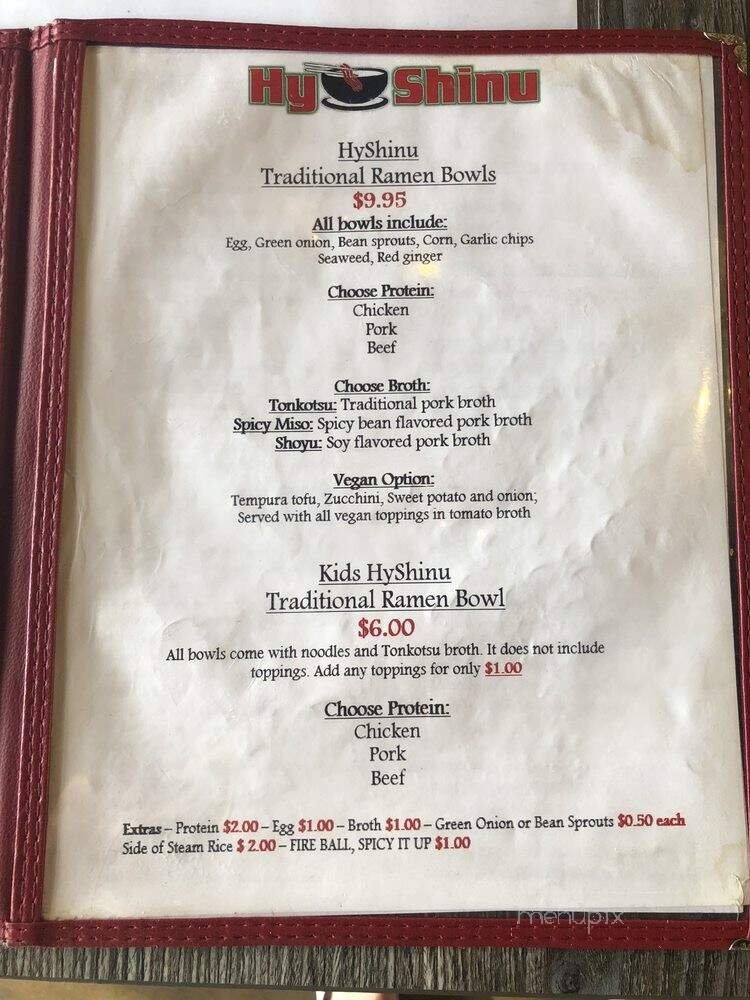 Hy Shinu
HyShinu
Traditional Ramen Bowls
$9.95
All bowls include:
Egg, Green onion, Bean sprouts, Corn, Garlic chips
Seaweed, Red ginger
Choose Protein:
Chicken
Pork
Beef
Choose Broth:
Tonkotsu: Traditional pork broth
Spicy Miso: Spicy bean flavored pork broth
Shoyu: Soy flavored pork broth
Vegan Option:
Tempura tofu, Zucchini, Sweet potato and onion;
Served with all vegan toppings in tomato broth
Kids HyShinu
Traditional Ramen Bowl
$6.00
All bowls come with noodles and Tonkotsu broth. It does not include
toppings. Add any toppings for only $1.00
Choose Protein:
Chicken
Pork
Beef
Extras – Protein $2.00 – Egg $1.00 – Broth $1.00 – Green Onion or Bean Sprouts $0.50 each
Side of Steam Rice $ 2.00 – FIRE BALL, SPICY IT UP $1.00
menupix